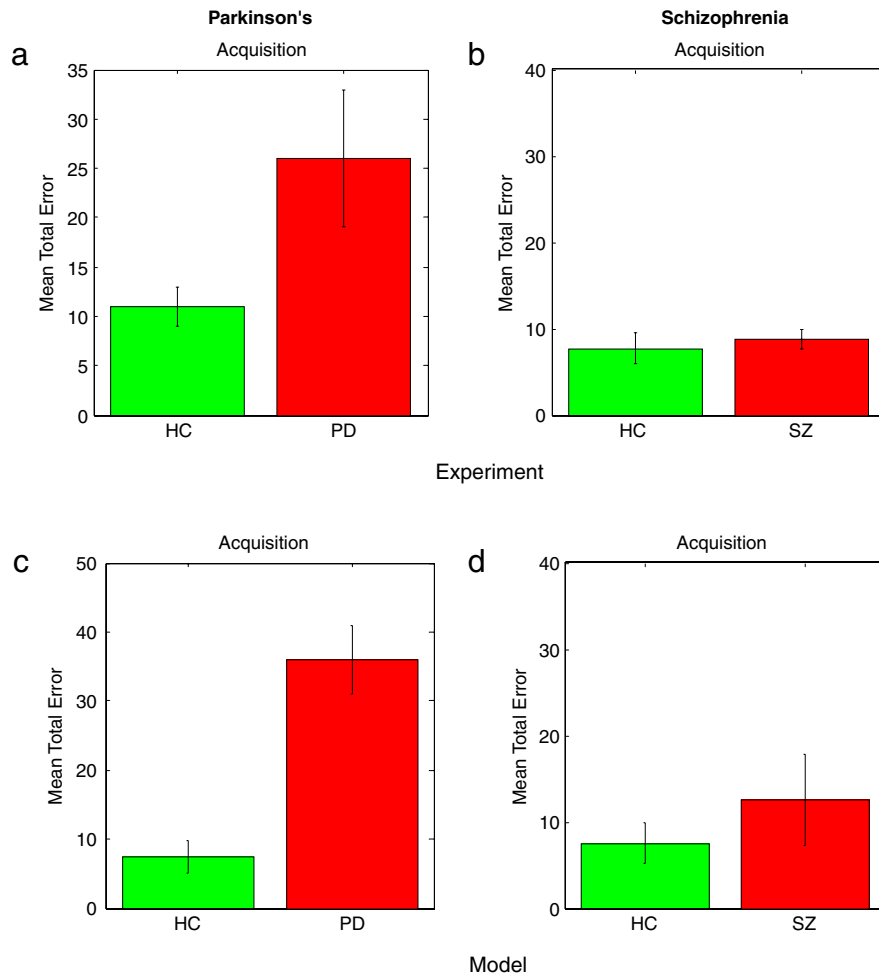 Parkinson's
Schizophrenia
a
Acquisition
Mean Total Error
35
30
25
20
15
10
5
0
HC PD
b
Acquisition
Mean Total Error
40
30
20
10
0
HC SZ
Experiment
c
Acquisition
Mean Total Error
50
40
30
20
10
0
HC PD
d
Acquisition
Mean Total Error
40
30
20
10
0
HC SZ
Model